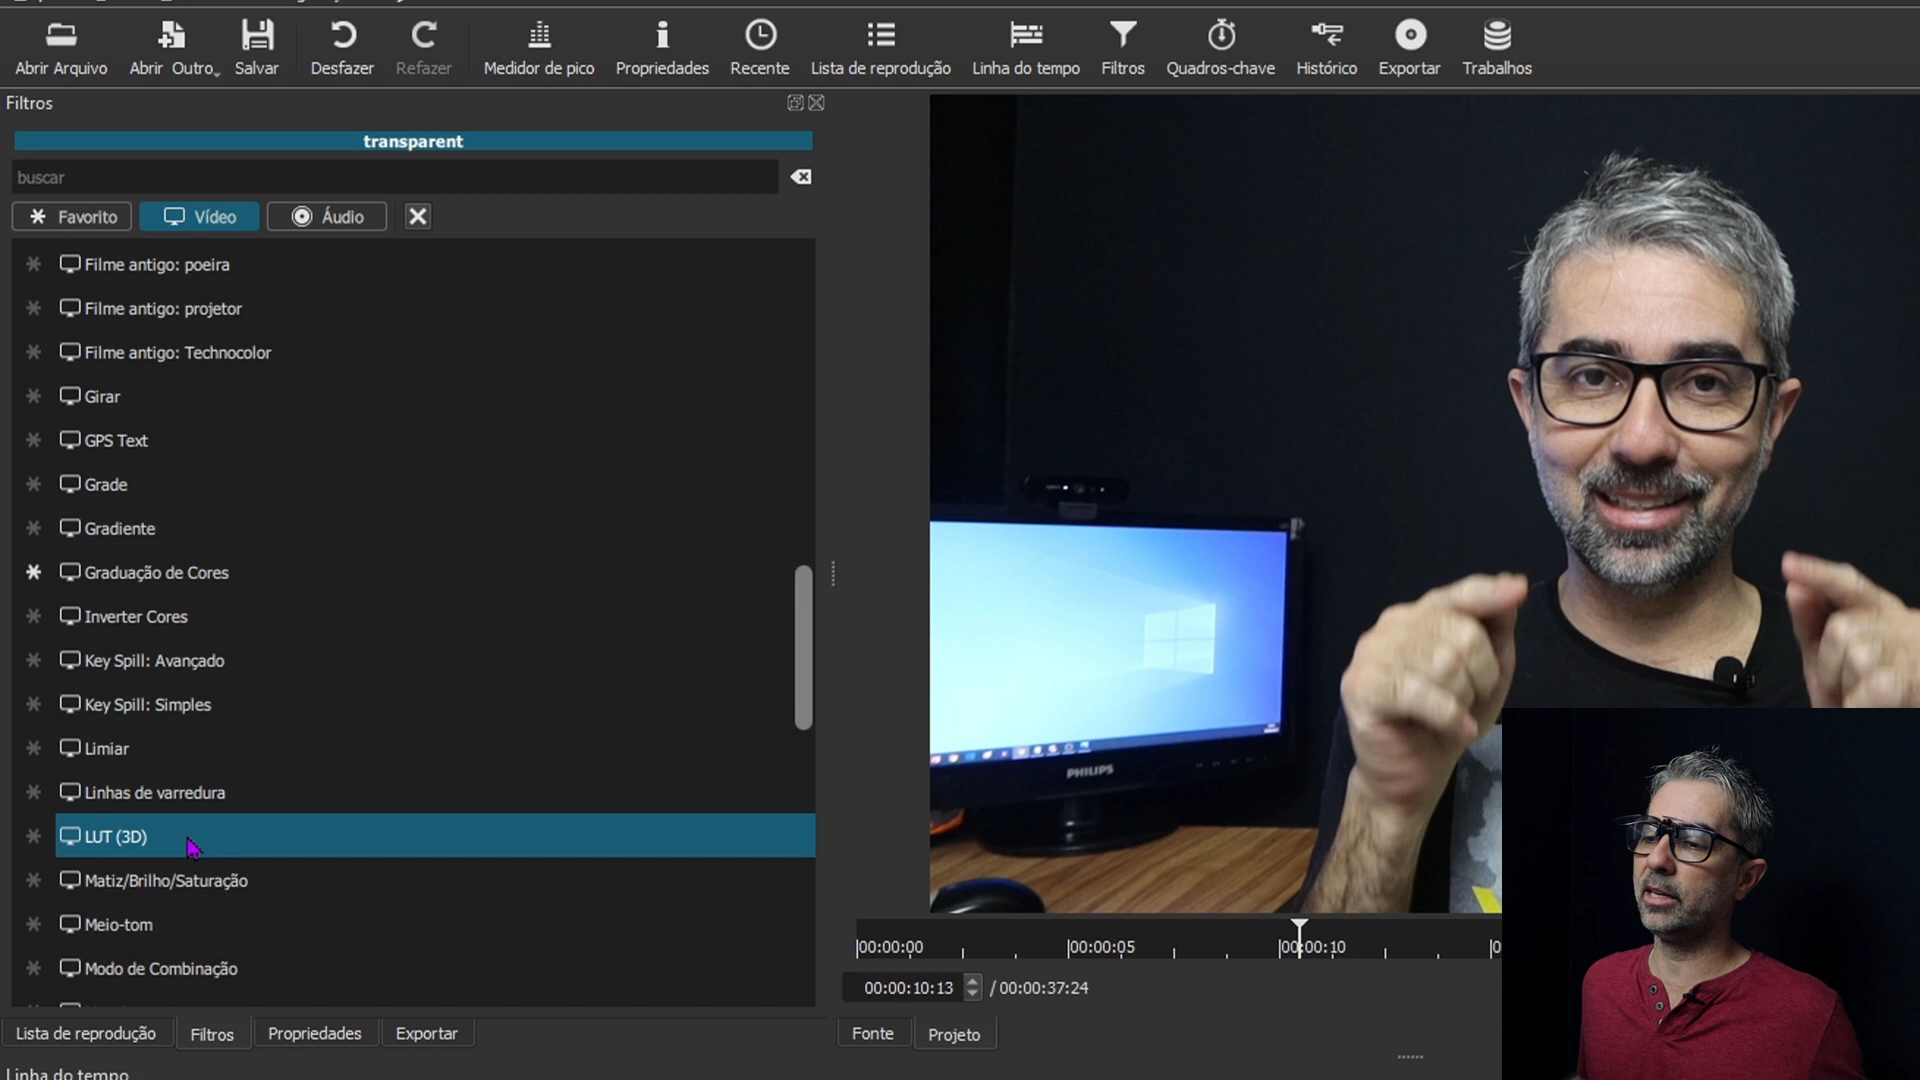 Abrir Arquivo
Abrir Outro
Salvar
Desfazer
Refazer
Medidor de pico
Propriedades
Recente
Lista de reprodução
Linha do tempo
Filtros
Quadros-chave
Histórico
Exportar
Trabalhos
Filtros
transparent
buscar
Favorito
Vídeo
Áudio
Filme antigo: poeira
Filme antigo: projetor
Filme antigo: Technocolor
Girar
GPS Text
Grade
Gradiente
Graduação de Cores
Inverter Cores
Key Spill: Avançado
Key Spill: Simples
Limiar
Linhas de varredura
LUT (3D)
Matiz/Brilho/Saturação
Meio-tom
Modo de Combinação
PHILIPS
00:00:00
00:00:05
00:00:10
00:00:10:13 / 00:00:37:24
Lista de reprodução
Filtros
Propriedades
Exportar
Fonte
Projeto
Linha do tempo